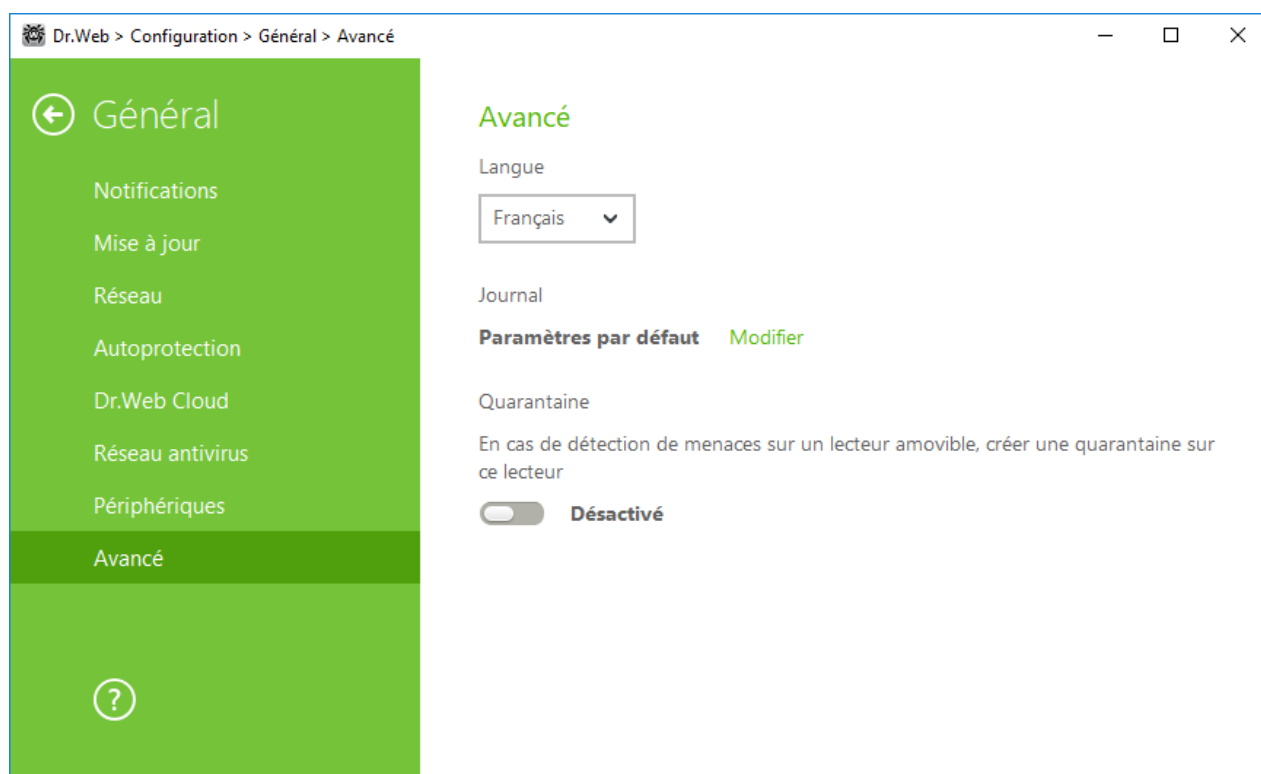 Dr.Web > Configuration > Général > Avancé
Général
Notifications
Mise à jour
Réseau
Autoprotection
Dr.Web Cloud
Réseau antivirus
Périphériques
Avancé
?
Avancé
Langue
Français
Journal
Paramètres par défaut Modifier
Quarantaine
En cas de détection de menaces sur un lecteur amovible, créer une quarantaine sur
ce lecteur
Désactivé